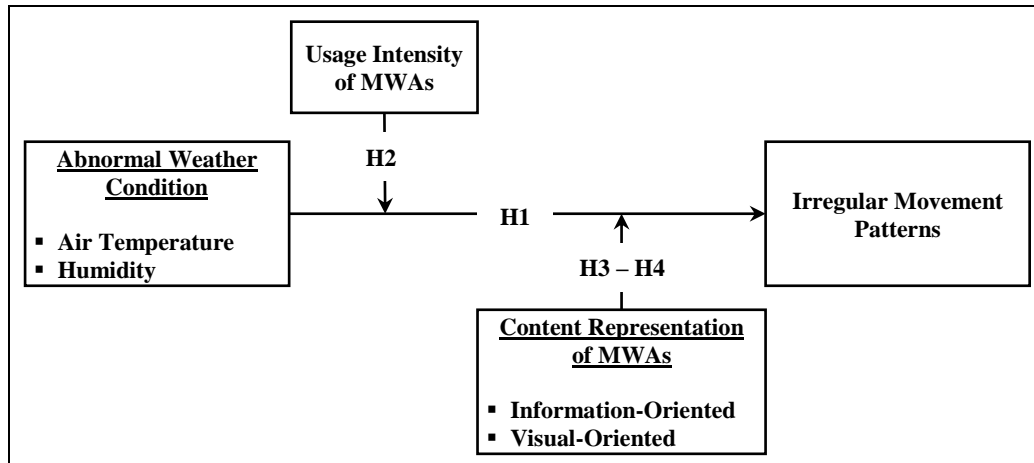 Usage Intensity
of MWAs
H2
Abnormal Weather
Condition
▪ Air Temperature
▪ Humidity
H1
Irregular Movement
Patterns
H3 – H4
Content Representation
of MWAs
▪ Information-Oriented
▪ Visual-Oriented